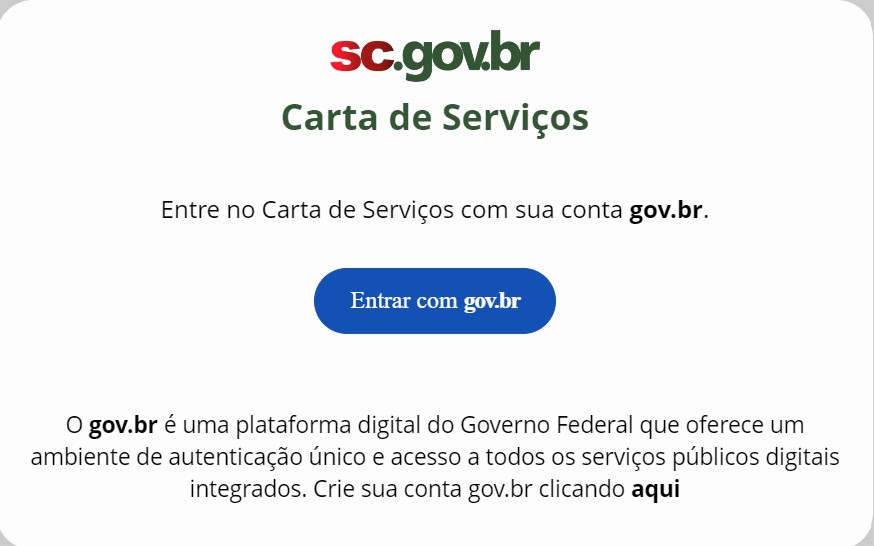 sc.gov.br
Carta de Serviços
Entre no Carta de Serviços com sua conta gov.br.
Entrar com gov.br
O gov.br é uma plataforma digital do Governo Federal que oferece um
ambiente de autenticação único e acesso a todos os serviços públicos digitais
integrados. Crie sua conta gov.br clicando aqui